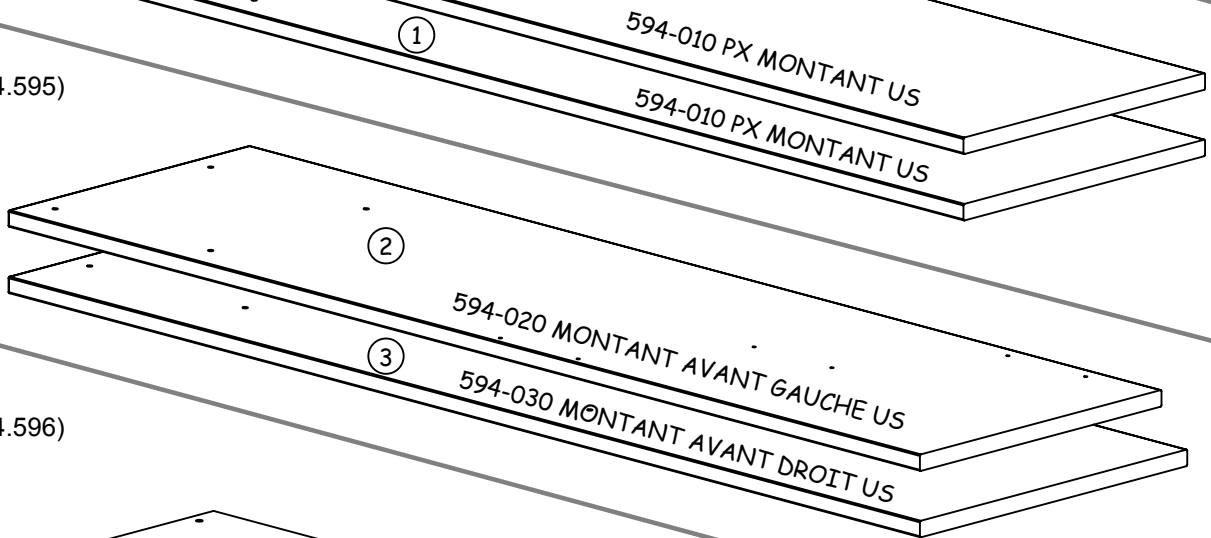 594-010 PX MONTANT US
1
594-010 PX MONTANT US
4.595)
2
594-020 MONTANT AVANT GAUCHE US
3
594-030 MONTANT AVANT DROIT US
4.596)